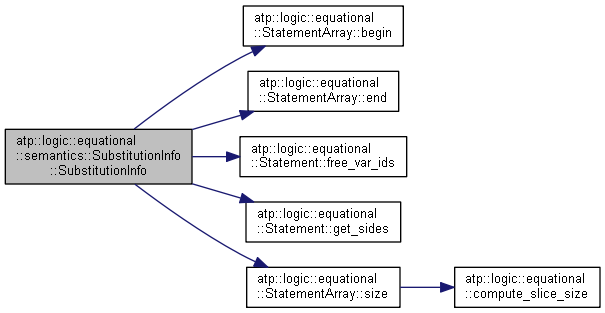 atp::logic::equational
::StatementArray::begin
atp::logic::equational
::StatementArray::end
atp::logic::equational
::semantics::SubstitutionInfo
::SubstitutionInfo
atp::logic::equational
::Statement::free_var_ids
atp::logic::equational
::Statement::get_sides
atp::logic::equational
::StatementArray::size
atp::logic::equational
::compute_slice_size